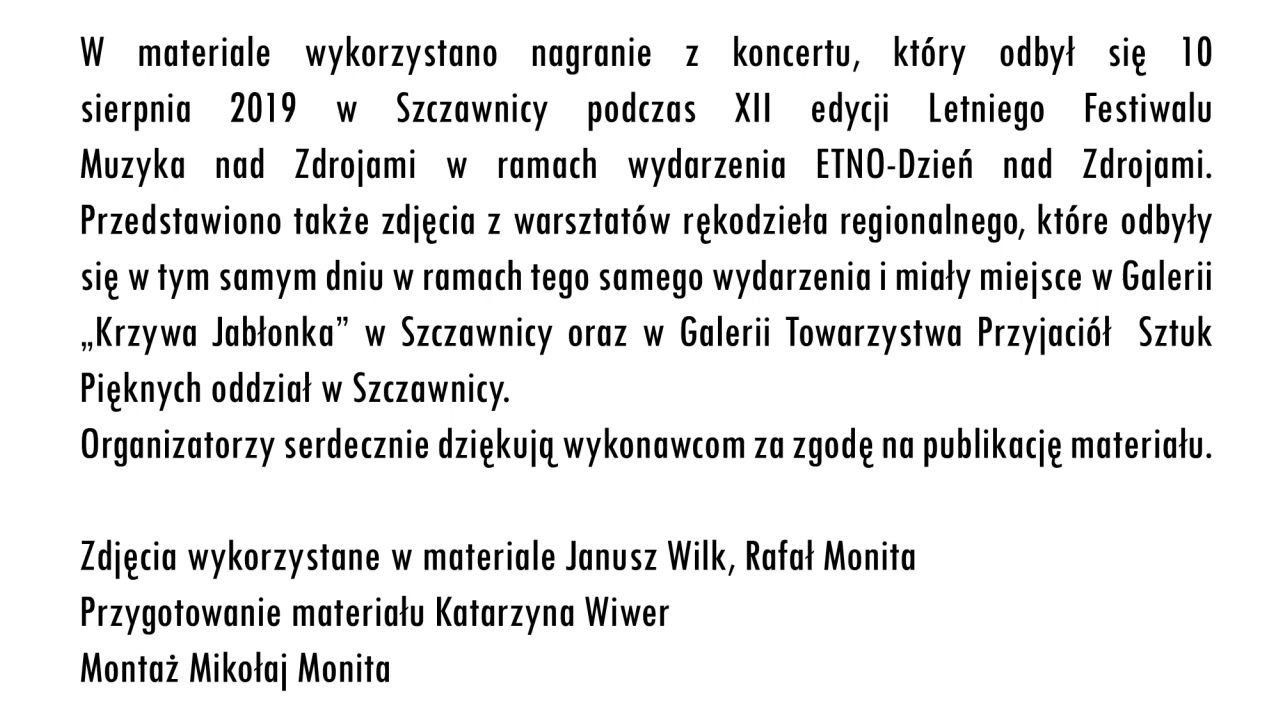 W materiale wykorzystano nagranie z koncertu, który odbył się 10
sierpnia 2019 w Szczawnicy podczas XII edycji Letniego Festiwalu
Muzyka nad Zdrojami w ramach wydarzenia ETNO-Dzień nad Zdrojami.
Przedstawiono także zdjęcia z warsztatów rękodzieła regionalnego, które odbyły
się w tym samym dniu w ramach tego samego wydarzenia i miały miejsce w Galerii
„Krzywa Jabłonka” w Szczawnicy oraz w Galerii Towarzystwa Przyjaciół Sztuk
Pięknych oddział w Szczawnicy.
Organizatorzy serdecznie dziękują wykonawcom za zgodę na publikację materiału.
Zdjęcia wykorzystane w materiale Janusz Wilk, Rafał Monita
Przygotowanie materiału Katarzyna Wiwer
Montaż Mikołaj Monita